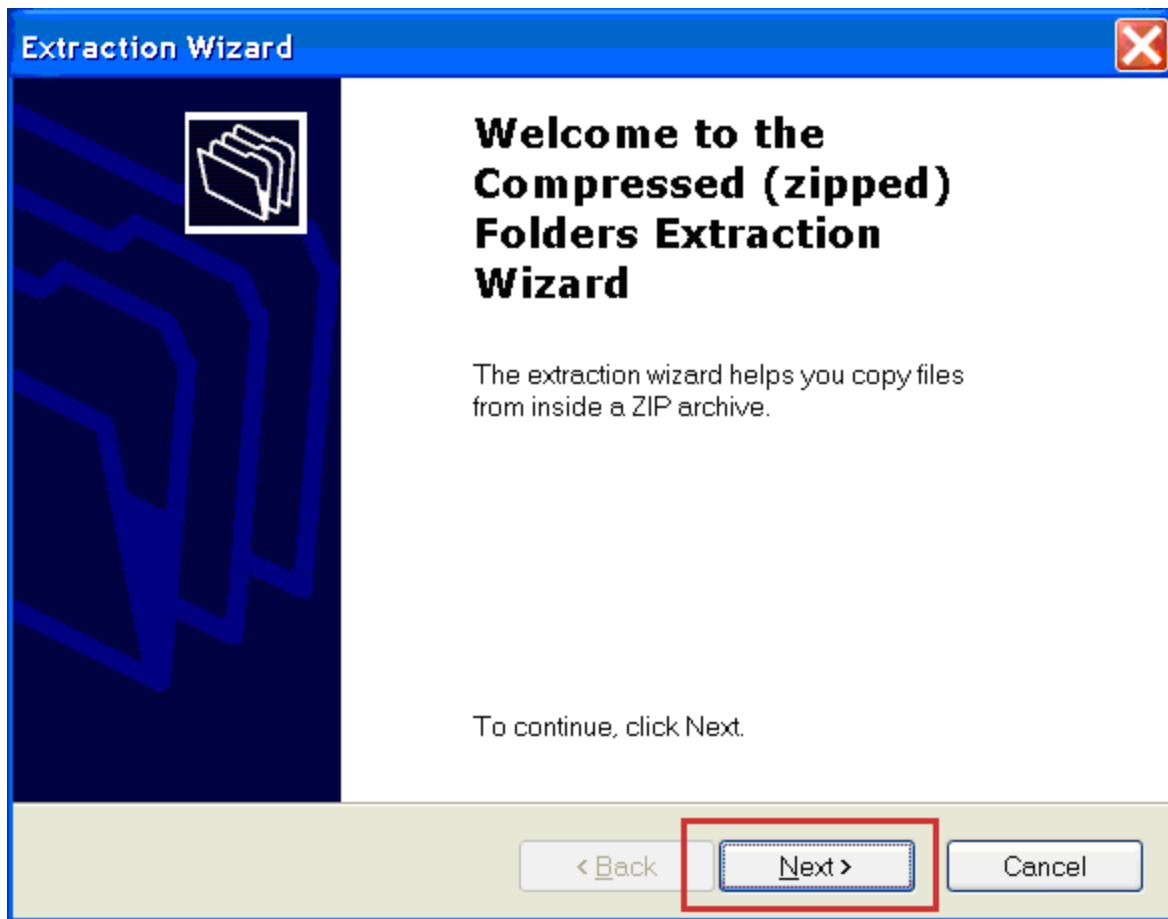 Extraction Wizard
Welcome to the
Compressed (zipped)
Folders Extraction
Wizard
The extraction wizard helps you copy files
from inside a ZIP archive.
To continue, click Next.
< Back Next > Cancel